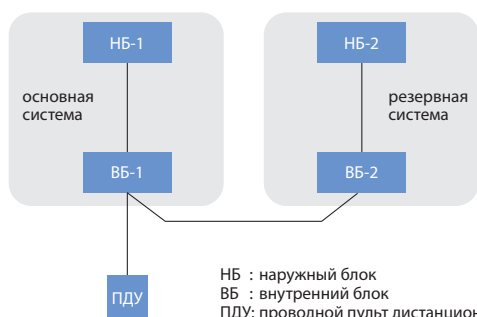 НБ-1
НБ-2
основная
система
резервная
система
ВБ-1
ВБ-2
ПДУ
НБ : наружный блок
ВБ : внутренний блок
ПДУ: проводной пульт